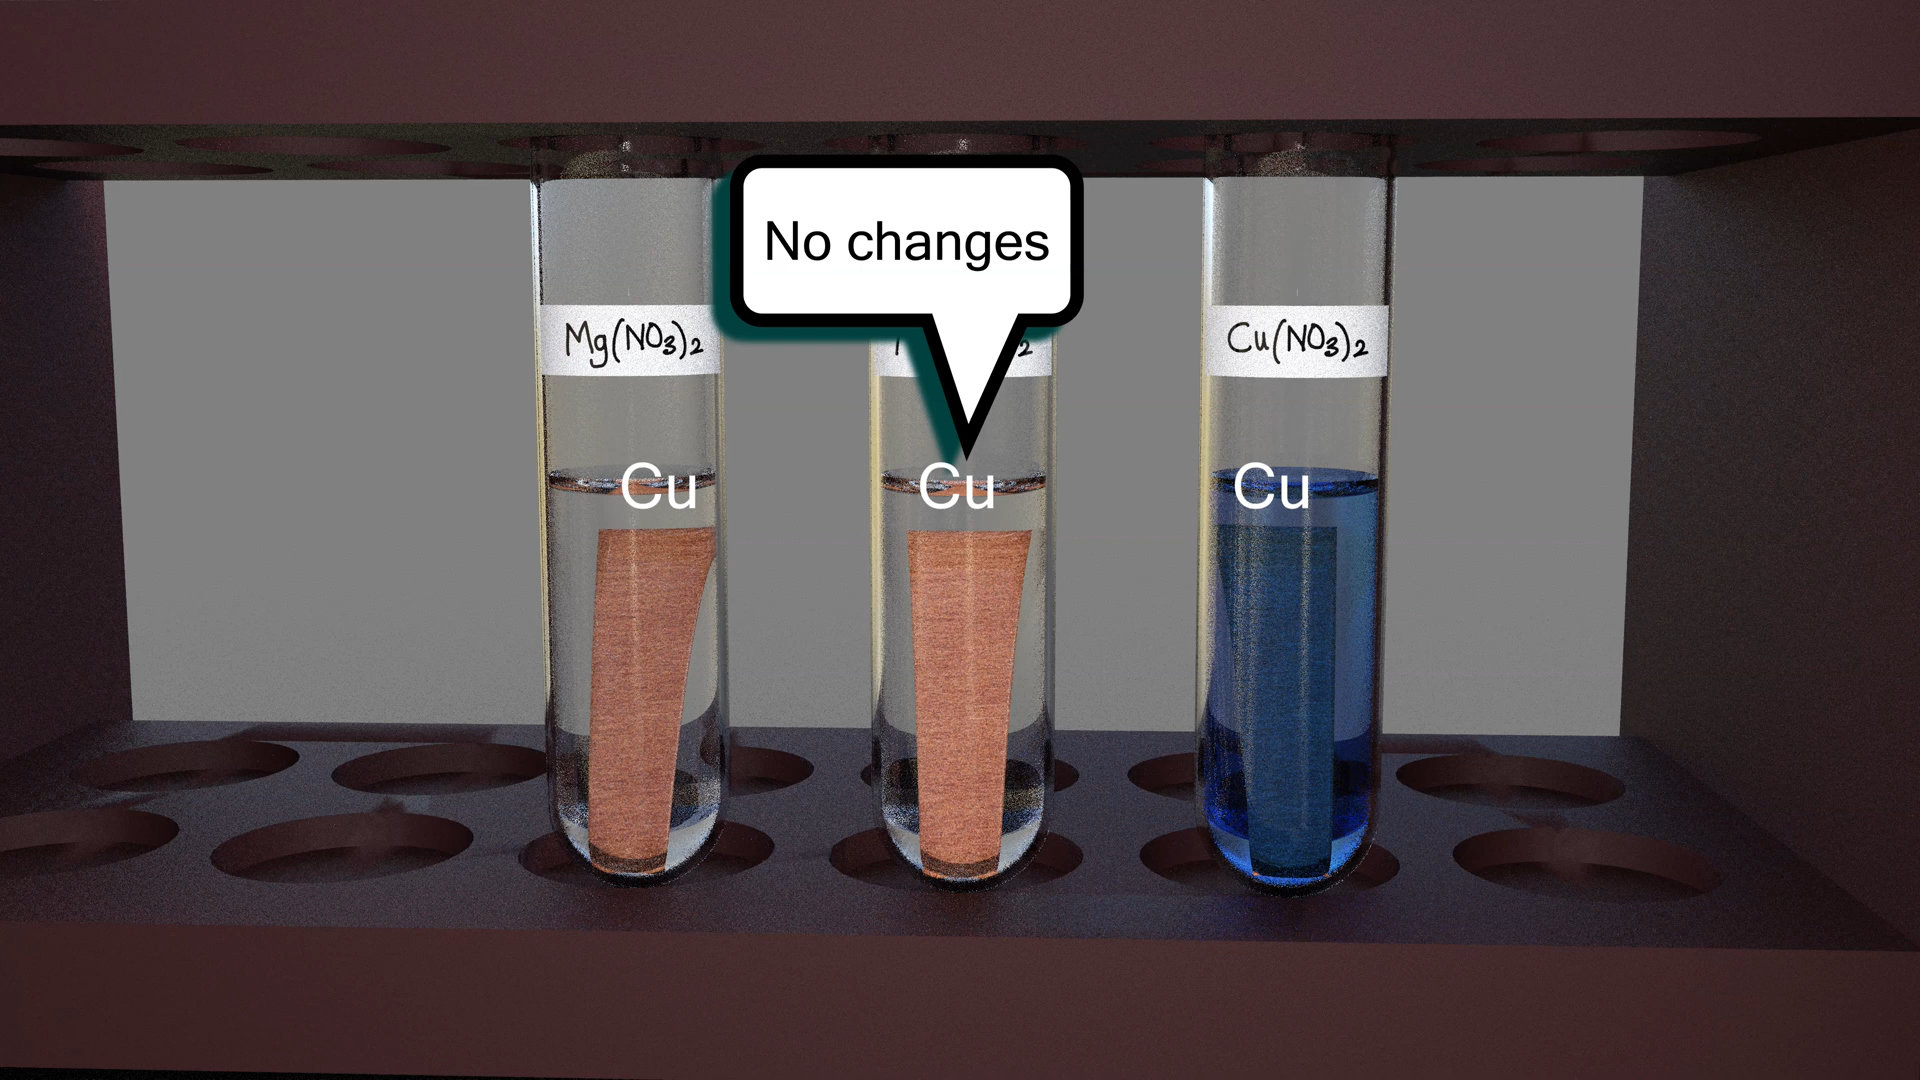 No changes
Mg(NO₃)₂
Cu(NO₃)₂
Cu
Cu
Cu